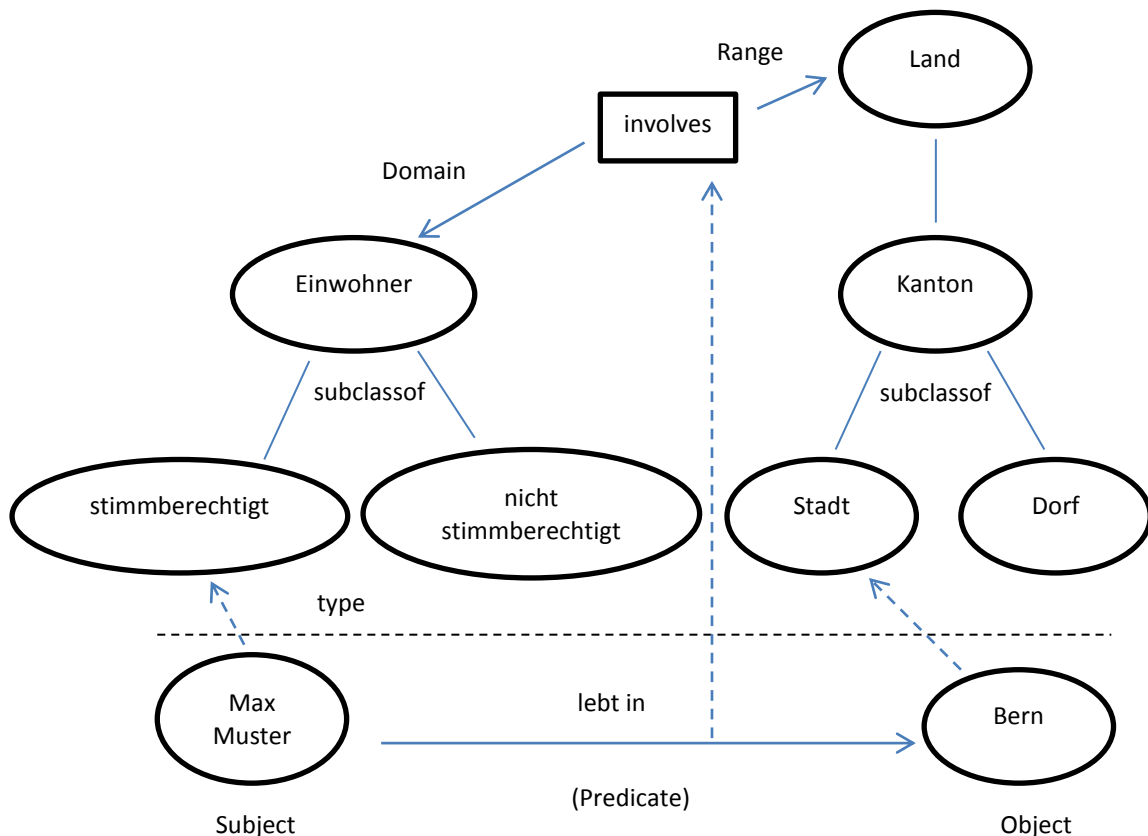 Land
Range
involves
Domain
Einwohner
Kanton
subclassof
subclassof
stimmberechtigt
nicht
stimmberechtigt
Stadt
Dorf
type
Max
Muster
lebt in
Bern
(Predicate)
Subject
Object